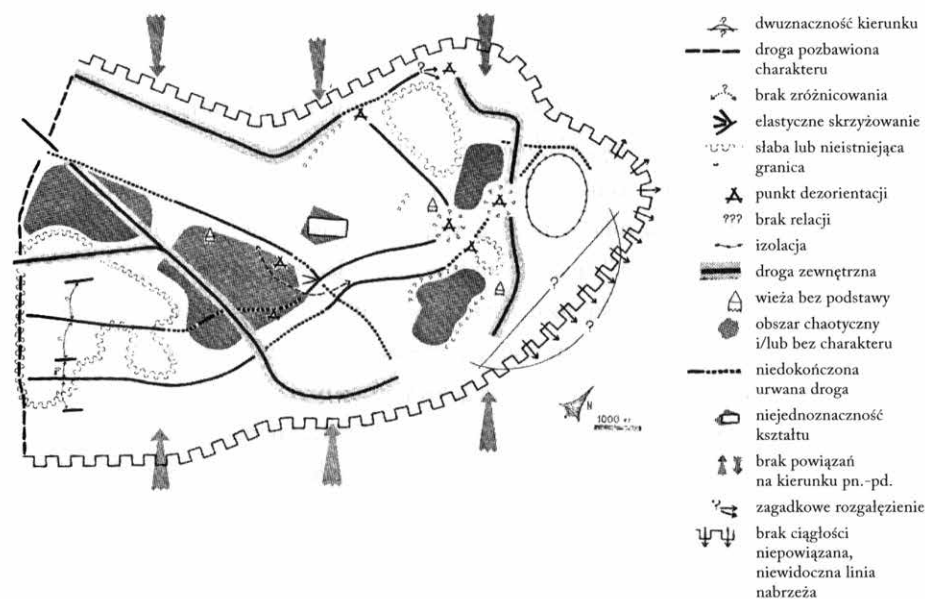 ?
?
dwuznaczność kierunku
droga pozbawiona
charakteru
?
brak zróżnicowania
elastyczne skrzyżowanie
słaba lub nieistniejąca
granica
punkt dezorientacji
???
brak relacji
izolacja
droga zewnętrzna
wieża bez podstawy
obszar chaotyczny
i/lub bez charakteru
niedokończona
urwana droga
niejednoznaczność
kształtu
brak powiązań
na kierunku pn.-pd.
?
zagadkowe rozgałęzienie
brak ciągłości
niepowiązana,
niewidoczna linia
nabrzeża
?
?
?
N
1000